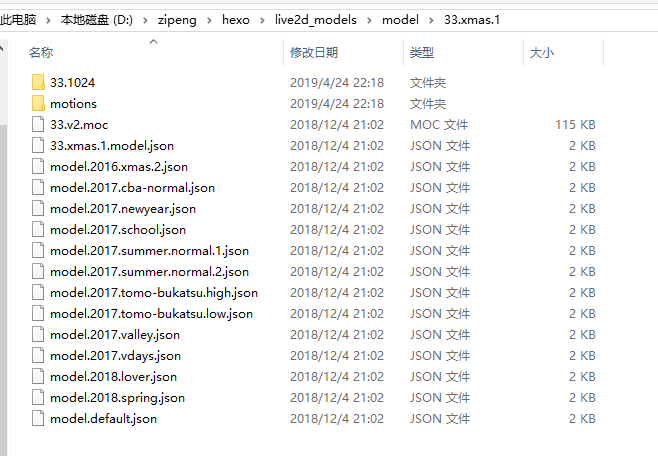 此电脑 > 本地磁盘 (D:) > zipeng > hexo > live2d_models > model > 33.xmas.1
名称 修改日期 类型 大小
33.1024 2019/4/24 22:18 文件夹
motions 2019/4/24 22:18 文件夹
33.v2.moc 2018/12/4 21:02 MOC 文件 115 KB
33.xmas.1.model.json 2018/12/4 21:02 JSON 文件 2 KB
model.2016.xmas.2.json 2018/12/4 21:02 JSON 文件 2 KB
model.2017.cba-normal.json 2018/12/4 21:02 JSON 文件 2 KB
model.2017.newyear.json 2018/12/4 21:02 JSON 文件 2 KB
model.2017.school.json 2018/12/4 21:02 JSON 文件 2 KB
model.2017.summer.normal.1.json 2018/12/4 21:02 JSON 文件 2 KB
model.2017.summer.normal.2.json 2018/12/4 21:02 JSON 文件 2 KB
model.2017.tomo-bukatsu.high.json 2018/12/4 21:02 JSON 文件 2 KB
model.2017.tomo-bukatsu.low.json 2018/12/4 21:02 JSON 文件 2 KB
model.2017.valley.json 2018/12/4 21:02 JSON 文件 2 KB
model.2017.vdays.json 2018/12/4 21:02 JSON 文件 2 KB
model.2018.lover.json 2018/12/4 21:02 JSON 文件 2 KB
model.2018.spring.json 2018/12/4 21:02 JSON 文件 2 KB
model.default.json 2018/12/4 21:02 JSON 文件 2 KB